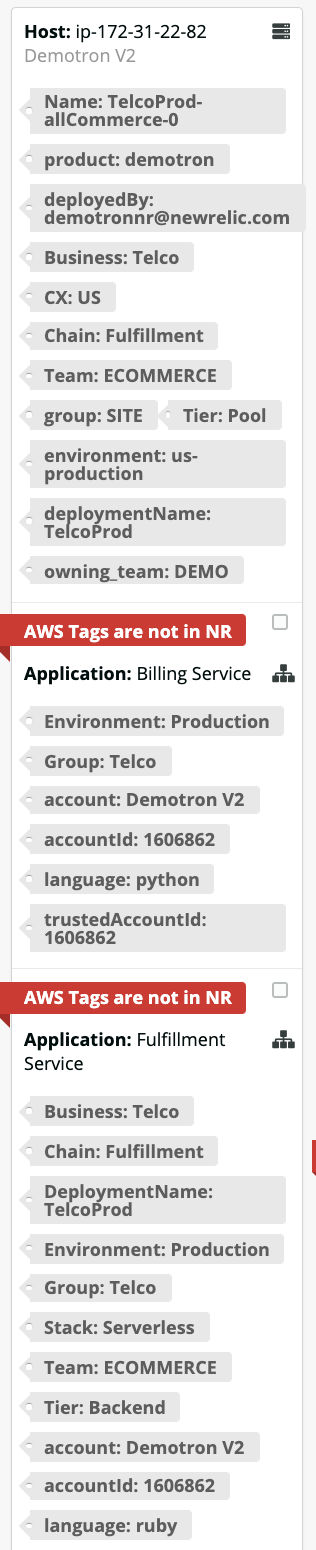 Host: ip-172-31-22-82
Demotron V2
Name: TelcoProd-
allCommerce-0
product: demotron
deployedBy:
demotronnr@newrelic.com
Business: Telco
CX: US
Chain: Fulfillment
Team: ECOMMERCE
group: SITE Tier: Pool
environment: us-
production
deploymentName:
TelcoProd
owning_team: DEMO
AWS Tags are not in NR
Application: Billing Service
Environment: Production
Group: Telco
account: Demotron V2
accountId: 1606862
language: python
trustedAccountId:
1606862
AWS Tags are not in NR
Application: Fulfillment
Service
Business: Telco
Chain: Fulfillment
DeploymentName:
TelcoProd
Environment: Production
Group: Telco
Stack: Serverless
Team: ECOMMERCE
Tier: Backend
account: Demotron V2
accountId: 1606862
language: ruby